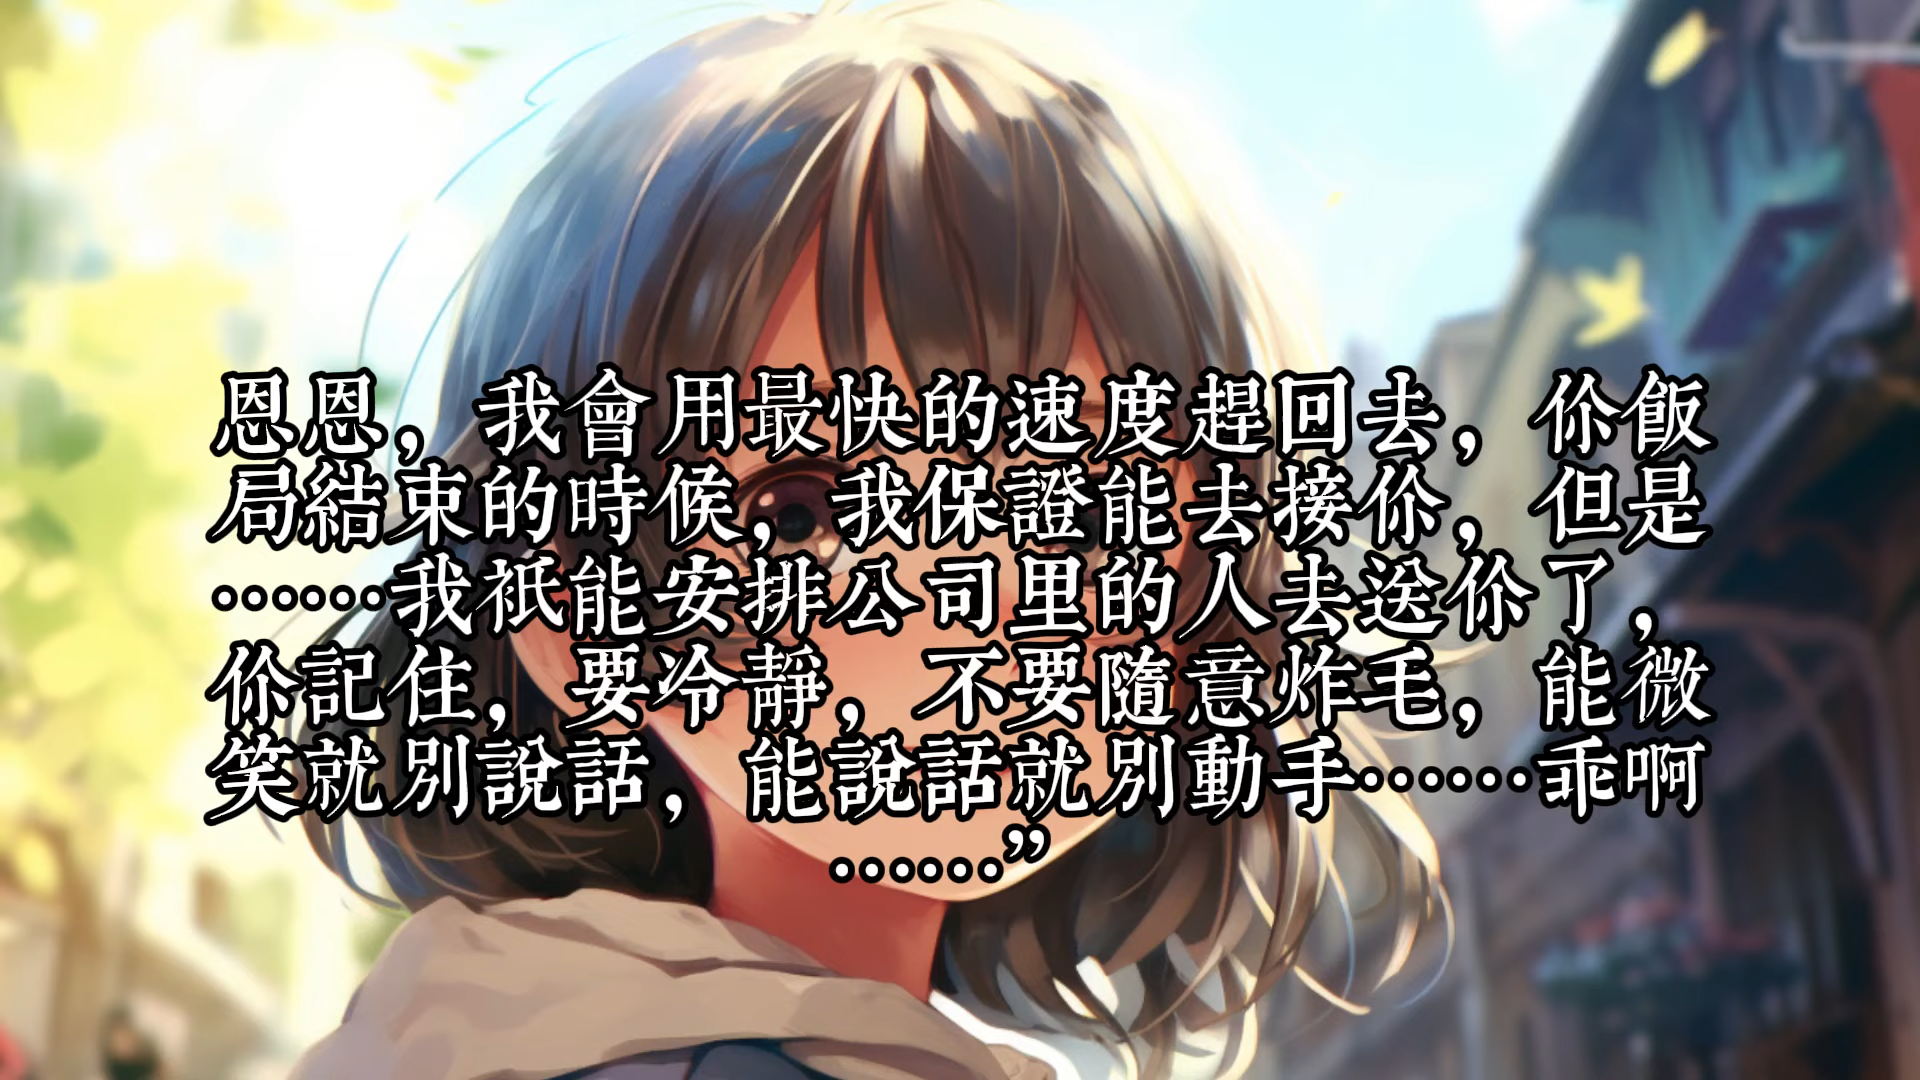 恩恩，我會用最快的速度趕回去，你飯
局結束的時候，我保證能去接你，但是
……我祇能安排公司里的人去送你了，
你記住，要冷靜，不要隨意炸毛，能微
笑就別說話，能說話就別動手……乖啊
……”